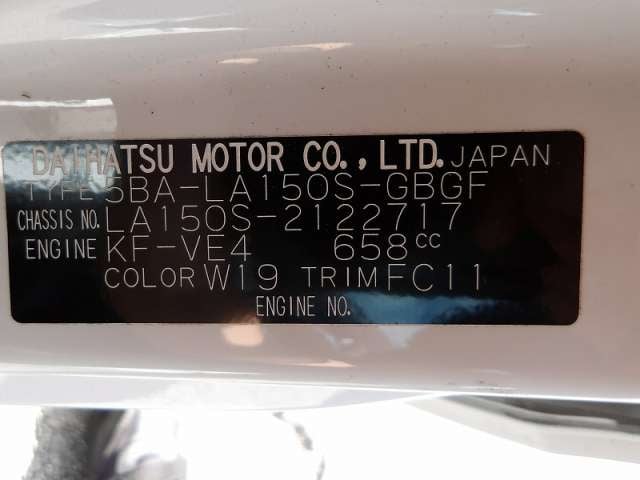 DAIHATSU MOTOR CO., LTD. JAPAN
TYPE 5BA-LA150S-GBGF
CHASSIS NO. LA150S-2122717
ENGINE KF-VE4 658cc
COLOR W19 TRIM FC11
ENGINE NO.